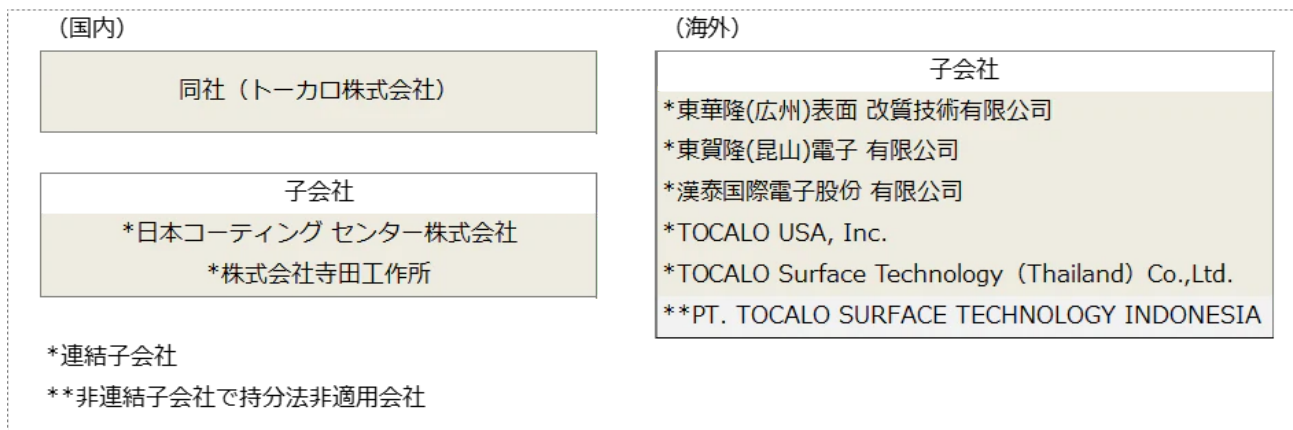 （国内）
同社（トーカロ株式会社）
子会社
*日本コーティング センター株式会社
*株式会社寺田工作所
*連結子会社
**非連結子会社で持分法非適用会社
（海外）
子会社
*東華隆(広州)表面 改質技術有限公司
*東賀隆(昆山)電子 有限公司
*漢泰国際電子股份 有限公司
*TOCALO USA, Inc.
*TOCALO Surface Technology（Thailand）Co.,Ltd.
**PT. TOCALO SURFACE TECHNOLOGY INDONESIA